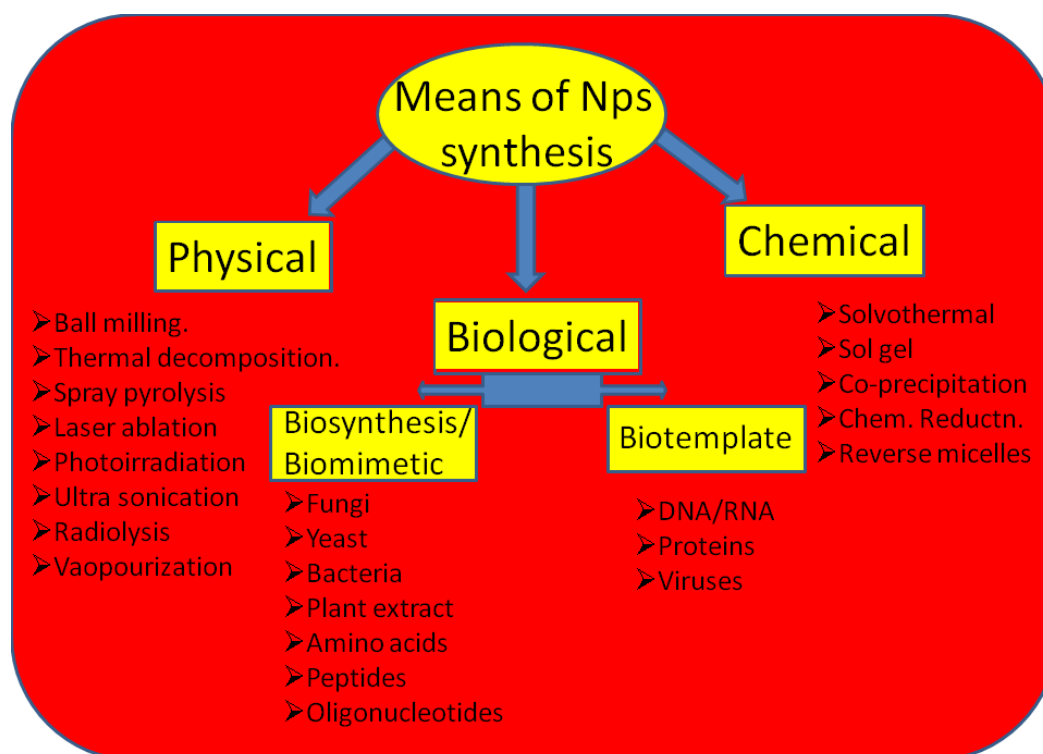 Means of Nps
synthesis
Physical
➢Ball milling.
➢Thermal decomposition.
➢Spray pyrolysis
➢Laser ablation
➢Photoirradiation
➢Ultra sonication
➢Radiolysis
➢Vaopourization
Biological
Biosynthesis/
Biomimetic
➢Fungi
➢Yeast
➢Bacteria
➢Plant extract
➢Amino acids
➢Peptides
➢Oligonucleotides
Biotemplate
➢DNA/RNA
➢Proteins
➢Viruses
Chemical
➢Solvothermal
➢Sol gel
➢Co-precipitation
➢Chem. Reductn.
➢Reverse micelles